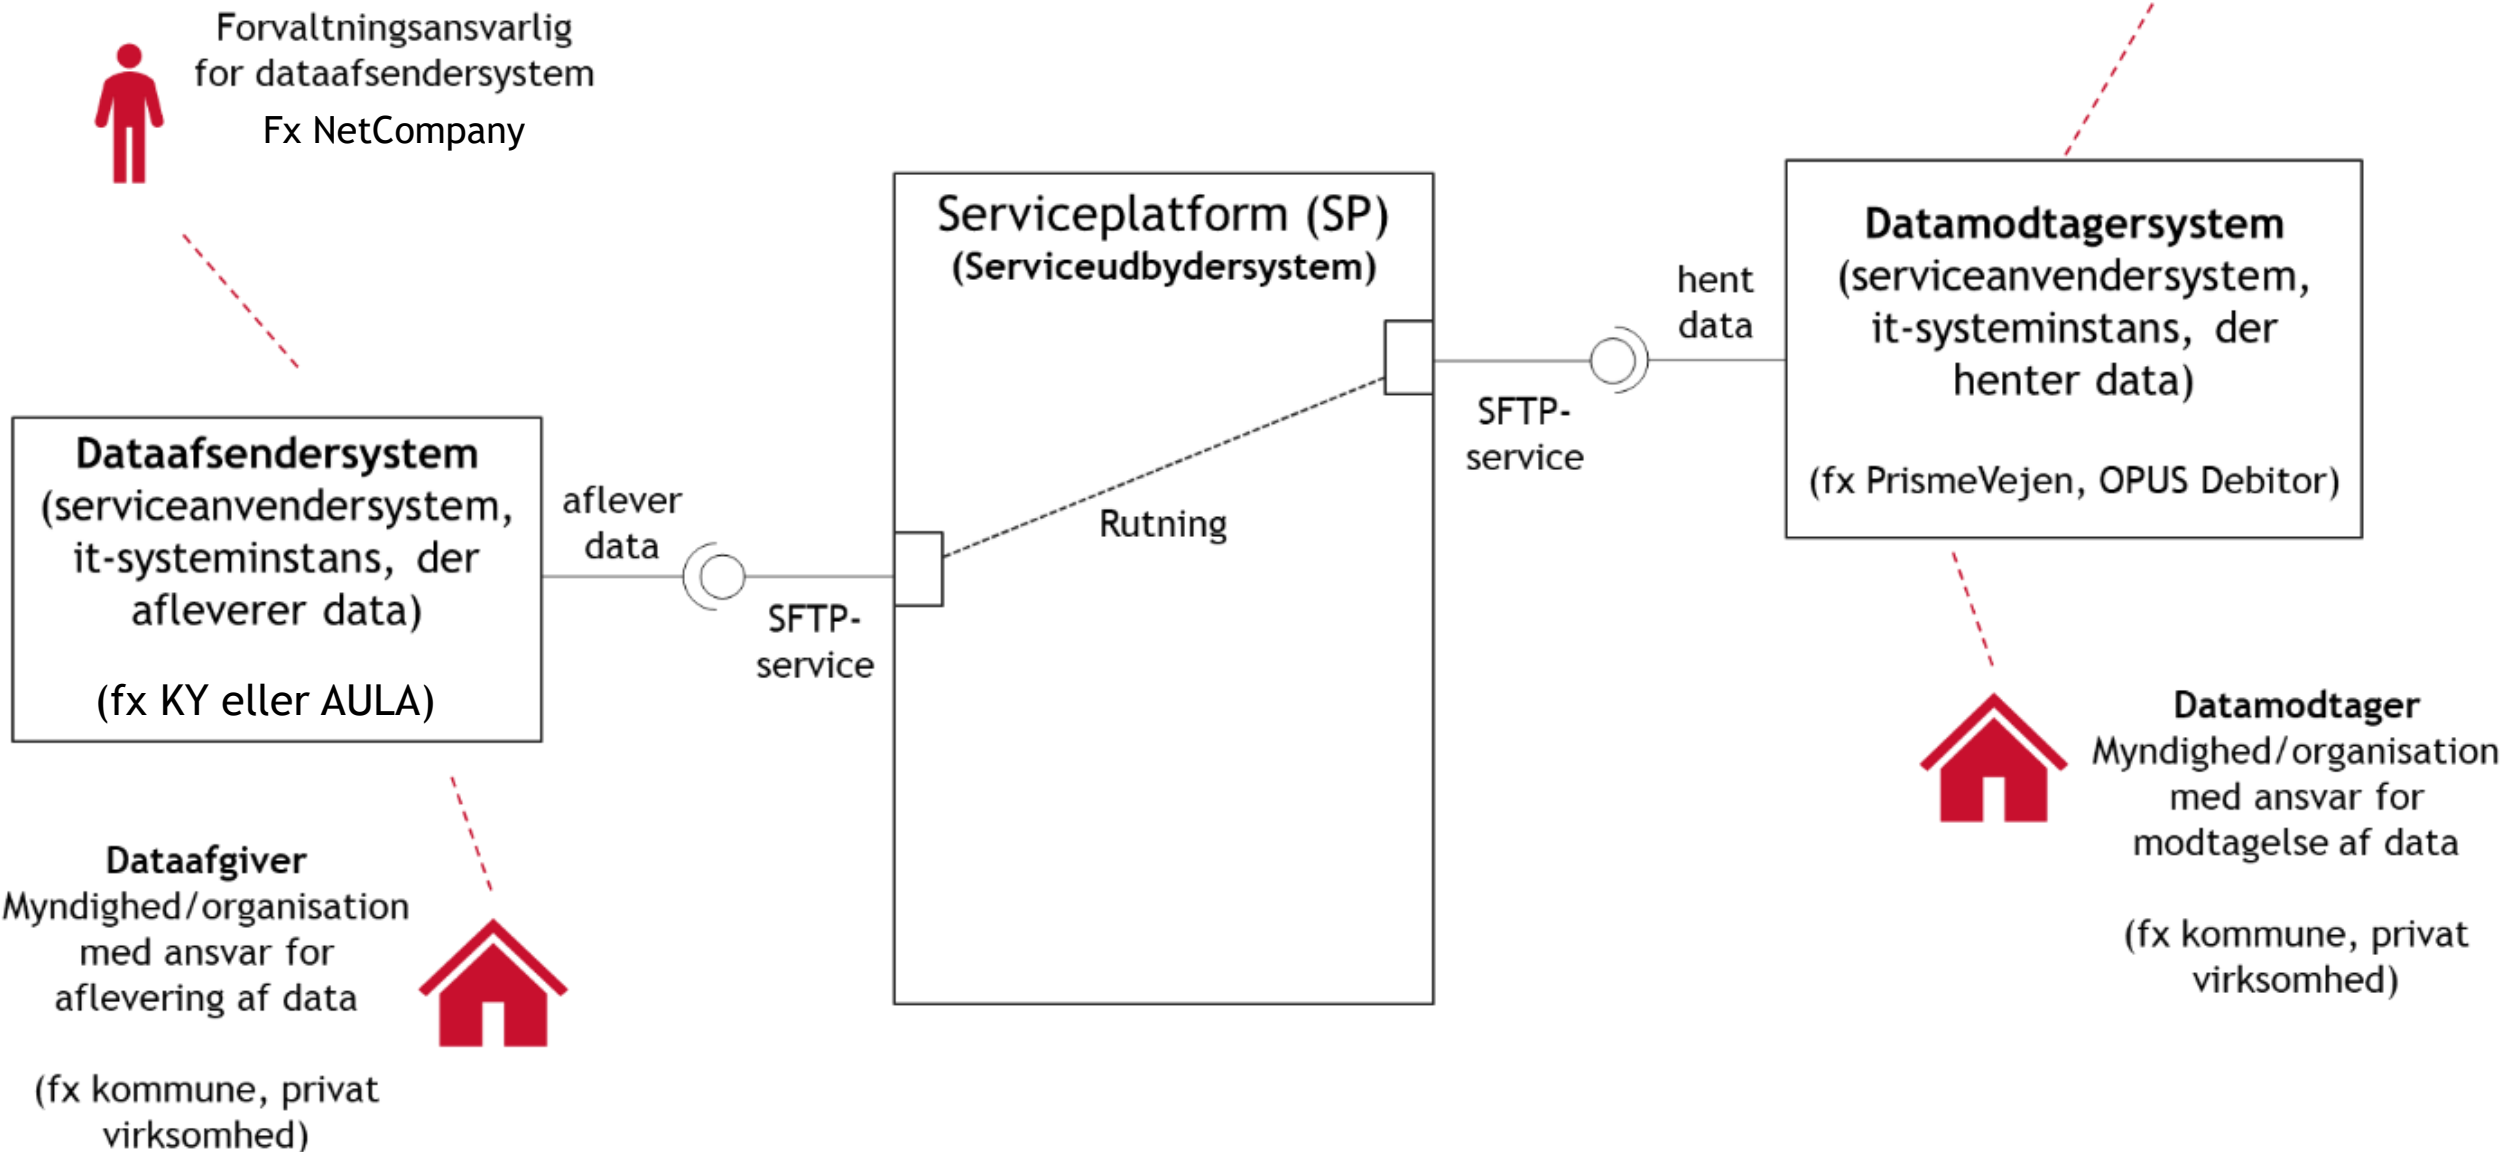 Forvaltningsansvarlig
for dataafsendersystem
Fx NetCompany
Dataafsendersystem
(serviceanvendersystem,
it-systeminstans, der
afleverer data)
(fx KY eller AULA)
Dataafgiver
Myndighed/organisation
med ansvar for
aflevering af data
(fx kommune, privat
virksomhed)
aflever
data
SFTP-
service
Serviceplatform (SP)
(Serviceudbydersystem)
Rutning
SFTP-
service
hent
data
Datamodtagersystem
(serviceanvendersystem,
it-systeminstans, der
henter data)
(fx PrismeVejen, OPUS Debitor)
Datamodtager
Myndighed/organisation
med ansvar for
modtagelse af data
(fx kommune, privat
virksomhed)